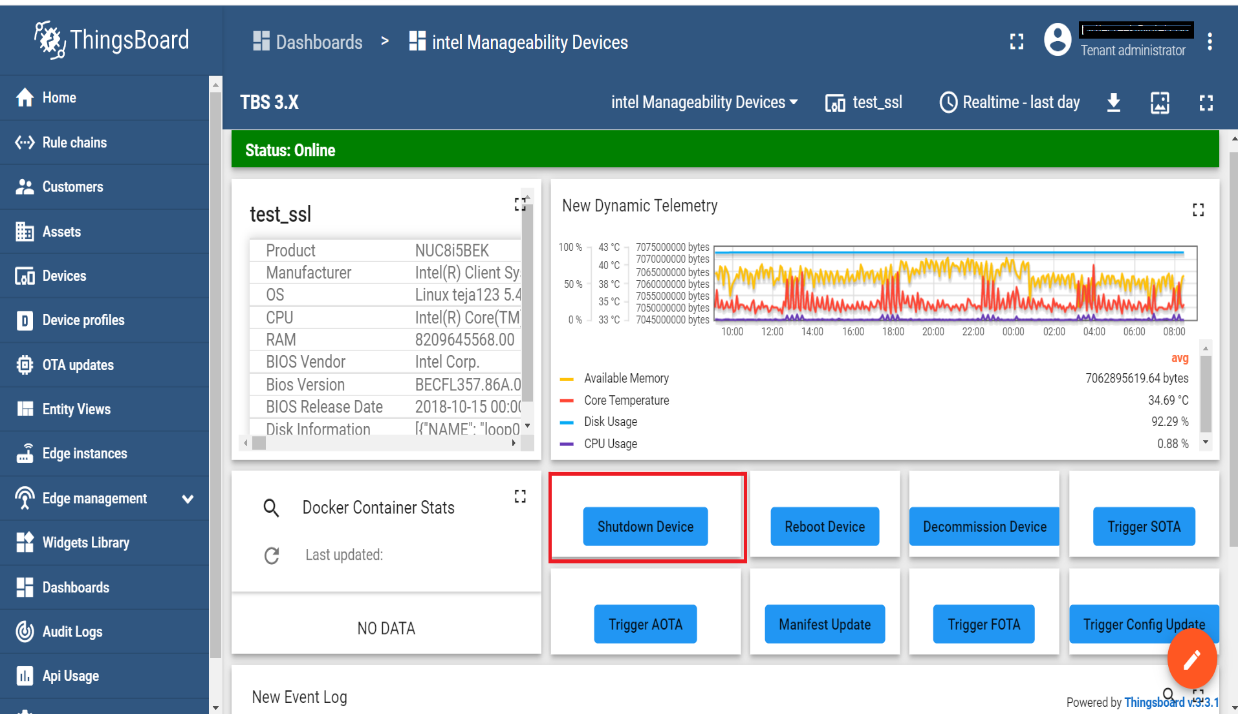 ThingsBoard
Dashboards > intel Manageability Devices
Tenant administrator
Home
Rule chains
Customers
Assets
Devices
Device profiles
OTA updates
Entity Views
Edge instances
Edge management
Widgets Library
Dashboards
Audit Logs
Api Usage
TBS 3.X
intel Manageability Devices
test_ssl
Realtime - last day
Status: Online
test_ssl
Product NUC8i5BEK
Manufacturer Intel(R) Client Sy
OS Linux teja123 5.4
CPU Intel(R) Core(TM
RAM 8209645568.00
BIOS Vendor Intel Corp.
Bios Version BECFL357.86A.0
BIOS Release Date 2018-10-15 00:00
Disk Information [{"NAME": "loop0
New Dynamic Telemetry
100 % 43 °C 7075000000 bytes
7070000000 bytes
40 °C 7065000000 bytes
50 % 38 °C 7060000000 bytes
7055000000 bytes
35 °C 7050000000 bytes
0 % 33 °C 7045000000 bytes
10:00 12:00 14:00 16:00 18:00 20:00 22:00 00:00 02:00 04:00 06:00 08:00
avg
Available Memory 7062895619.64 bytes
Core Temperature 34.69 °C
Disk Usage 92.29 %
CPU Usage 0.88 %
Docker Container Stats
Last updated:
NO DATA
Shutdown Device
Reboot Device
Decommission Device
Trigger SOTA
Trigger AOTA
Manifest Update
Trigger FOTA
Trigger Config Update
New Event Log
Powered by Thingsboard v.3.3.1